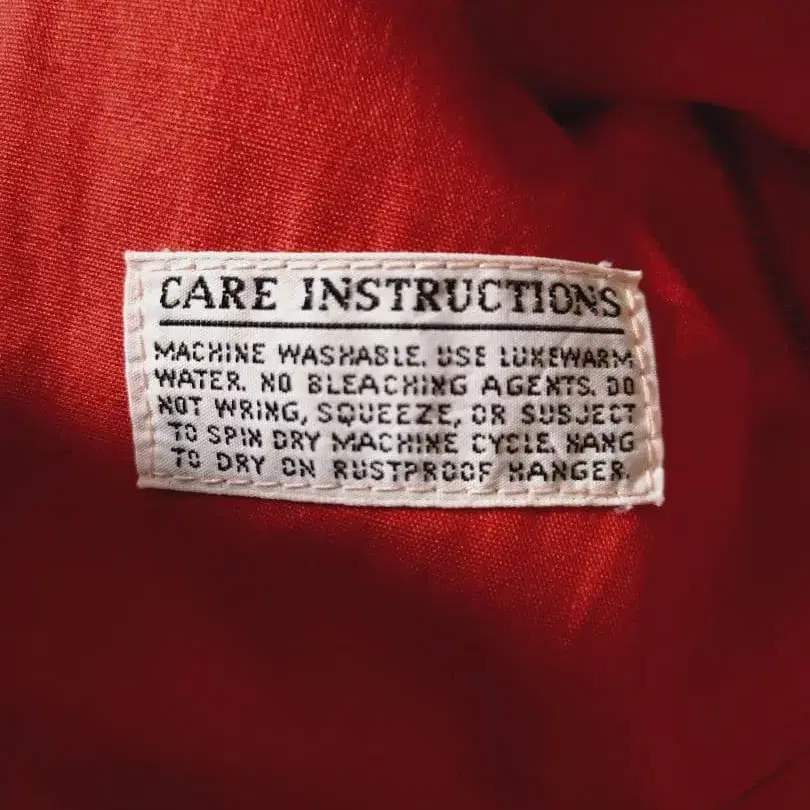 CARE INSTRUCTIONS
MACHINE WASHABLE. USE LUKEWARM
WATER. NO BLEACHING AGENTS. DO
NOT WRING, SQUEEZE, OR SUBJECT
TO SPIN DRY MACHINE CYCLE. HANG
TO DRY ON RUSTPROOF HANGER.